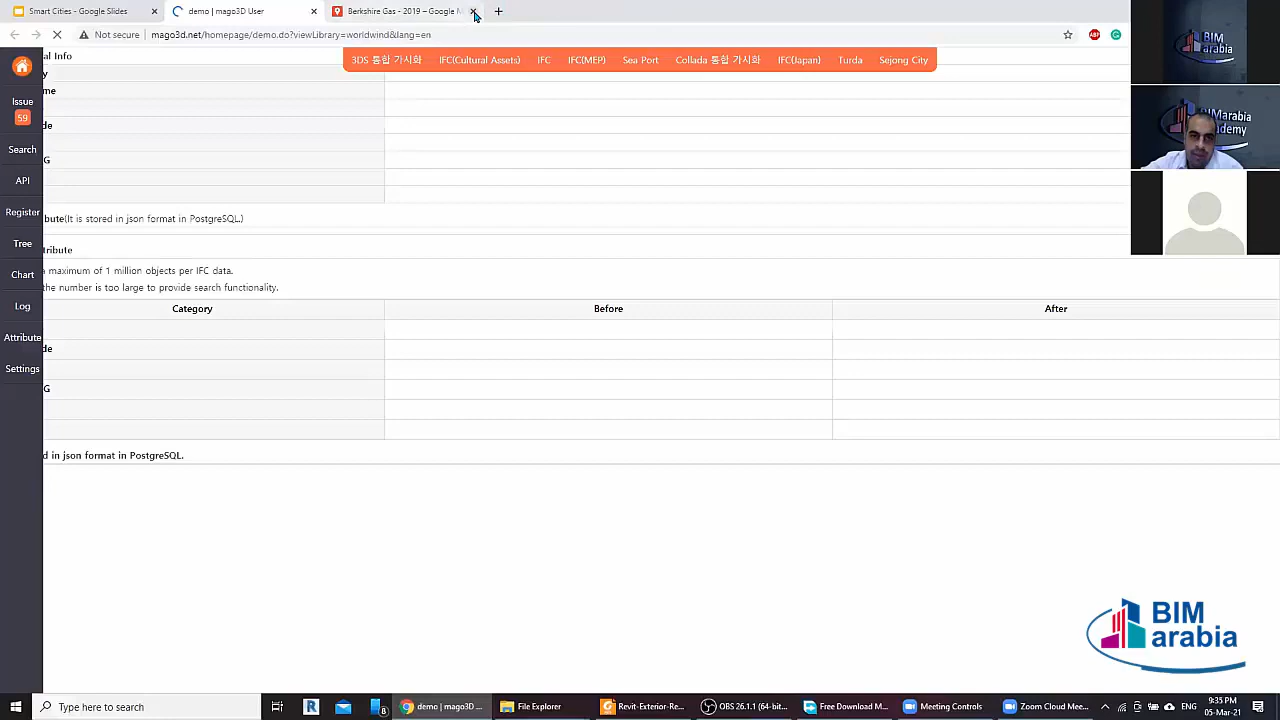 Smart Cities - Google Slides
demo | mago3D User
Berkshire Gas - 2019 – Google M
Not secure | mago3d.net/homepage/demo.do?viewLibrary=worldwind&lang=en
al Info
3DS 통합 가시화 IFC(Cultural Assets) IFC IFC(MEP) Sea Port Collada 통합 가시화 IFC(Japan) Turda Sejong City
Issue
59
Search
API
Register
Tree
Chart
Log
Attribute
Settings
y
me
de
G
bute(It is stored in json format in PostgreSQL.)
tribute
a maximum of 1 million objects per IFC data.
the number is too large to provide search functionality.
Category Before After
de
G
d in json format in PostgreSQL.
BIM
arabia
BIMarabia
Academy
BIM
arabia
Type here to search
demo | mago3D ...
File Explorer
Revit-Exterior-Re...
OBS 26.1.1 (64-bit,...
Free Download M...
Meeting Controls
Zoom Cloud Mee...
ENG
9:35 PM
05-Mar-21